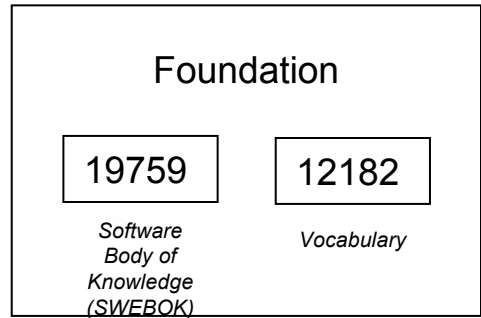 Foundation
19759 12182
Software
Body of
Knowledge
(SWEBOK)
Vocabulary